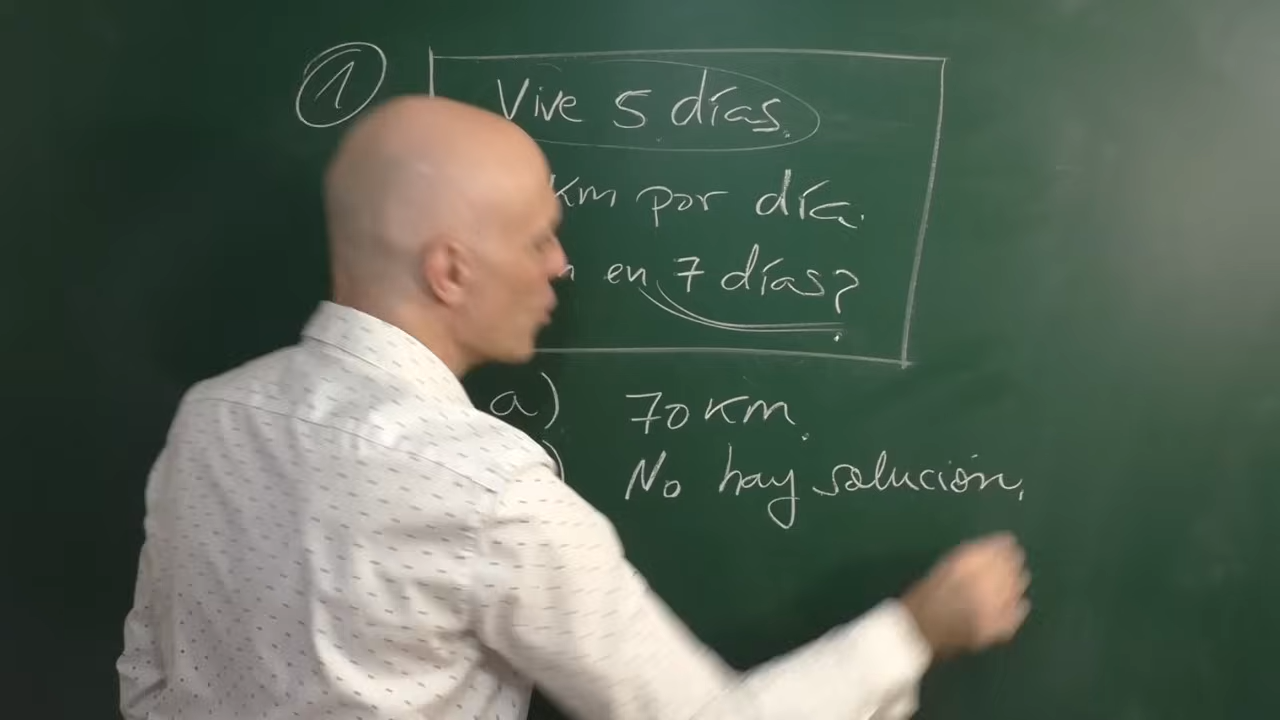 1
Vive 5 días.
km por día.
en 7 días?
a) 70 km.
) No hay solución.